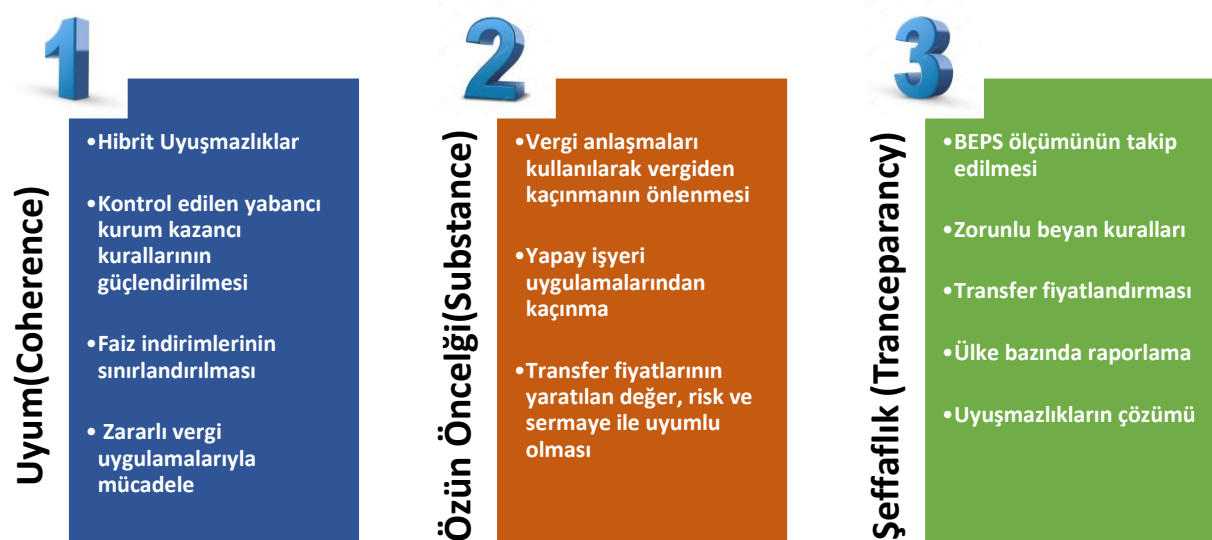 1
Uyum(Coherence)
•Hibrit Uyuşmazlıklar
•Kontrol edilen yabancı
kurum kazancı
kurallarının
güçlendirilmesi
•Faiz indirimlerinin
sınırlandırılması
• Zararlı vergi
uygulamalarıyla
mücadele
2
Özün Öncelği(Substance)
•Vergi anlaşmaları
kullanılarak vergiden
kaçınmanın önlenmesi
•Yapay işyeri
uygulamalarından
kaçınma
•Transfer fiyatlarının
yaratılan değer, risk ve
sermaye ile uyumlu
olması
3
Şeffaflık (Tranceparancy)
•BEPS ölçümünün takip
edilmesi
•Zorunlu beyan kuralları
•Transfer fiyatlandırması
•Ülke bazında raporlama
•Uyuşmazlıkların çözümü